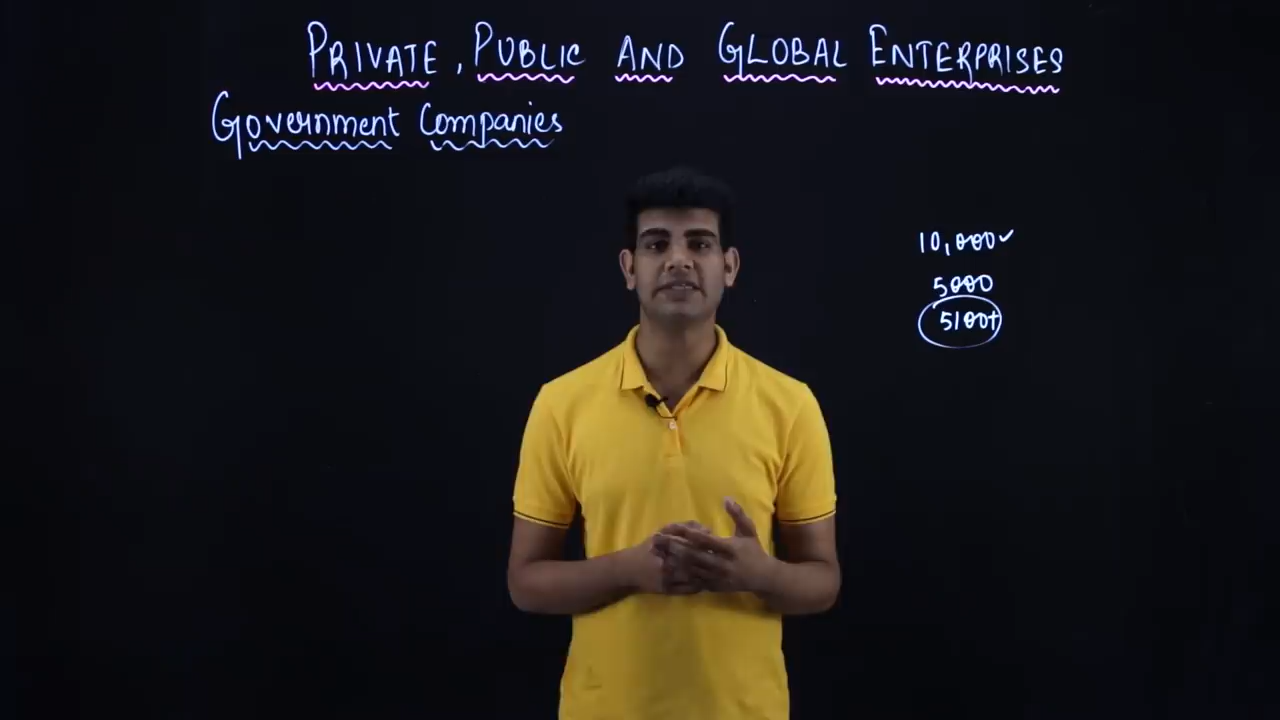 PRIVATE, PUBLIC AND GLOBAL ENTERPRISES
Government Companies
10,000✓
5000
5100+